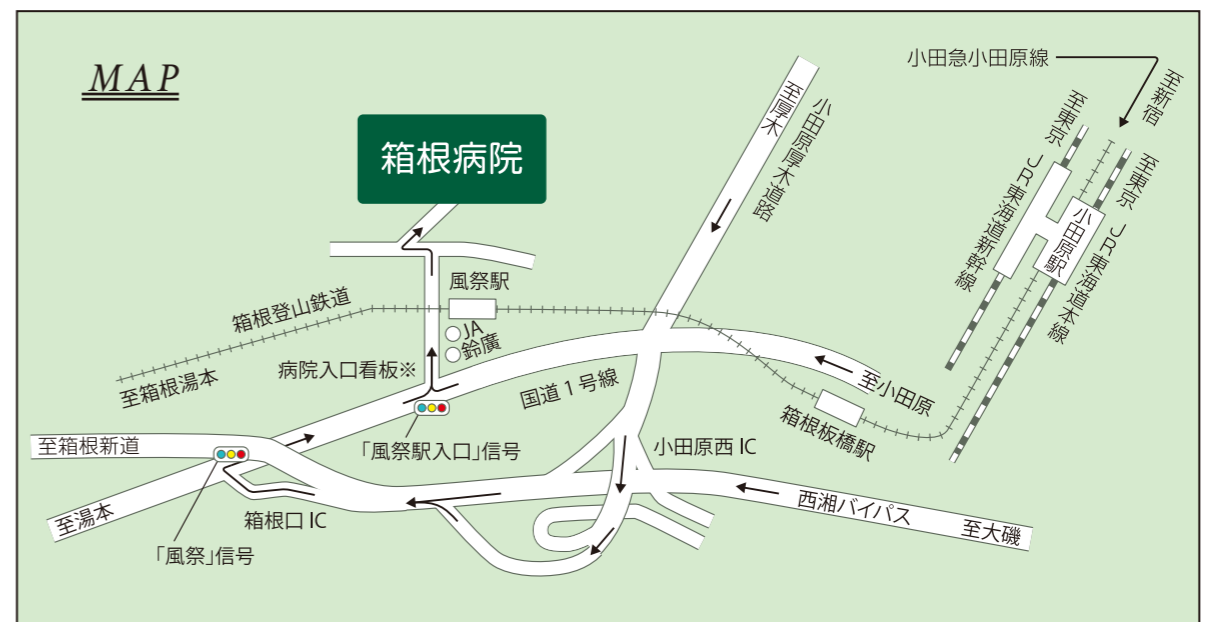 MAP
小田急小田原線
至新宿
至東京
至東京
JR東海道新幹線
小田原駅
JR東海道本線
至厚木
小田原厚木道路
箱根病院
風祭駅
箱根登山鉄道
JA
鈴廣
至箱根湯本
病院入口看板※
国道1号線
至小田原
箱根板橋駅
「風祭駅入口」信号
小田原西 IC
至箱根新道
西湘バイパス
至大磯
箱根口 IC
至湯本
「風祭」信号